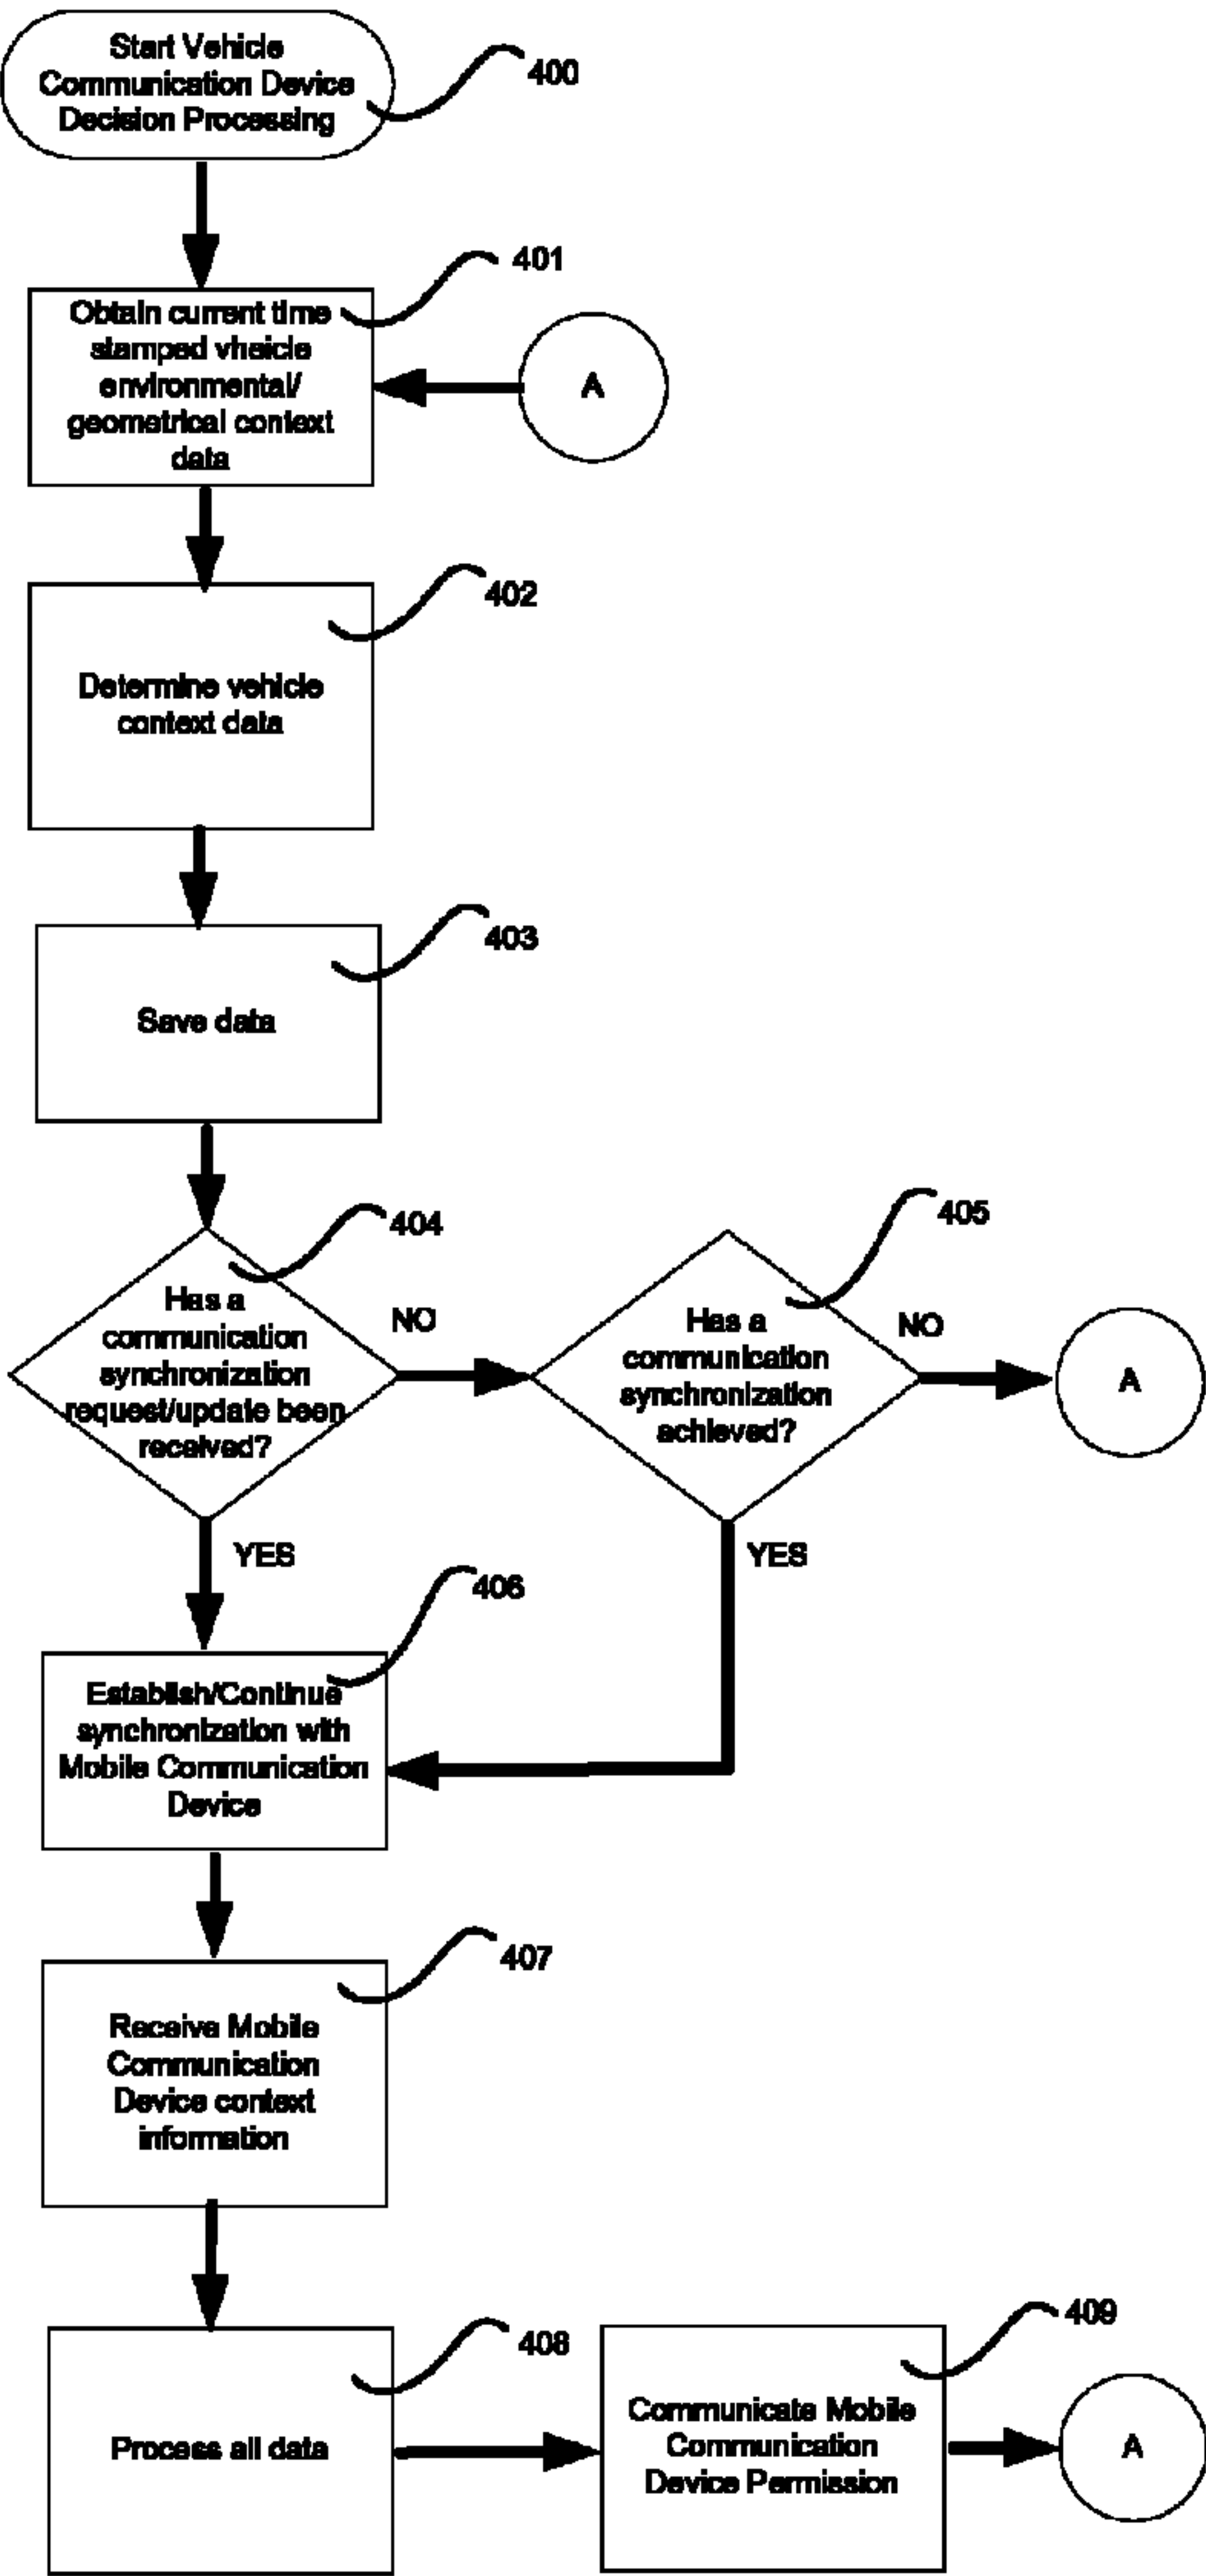 Start Vehicle
Communication Device
Decision Processing
400
401
Obtain current time
stamped vheicle
environmental/
geometrical context
data
A
402
Determine vehicle
context data
403
Save data
404
Has a
communication
synchronization
request/update been
received?
NO
405
Has a
communication
synchronization
achieved?
NO
A
YES
YES
406
Establish/Continue
synchronization with
Mobile Communication
Device
407
Receive Mobile
Communication
Device context
information
408
Process all data
409
Communicate Mobile
Communication
Device Permission
A